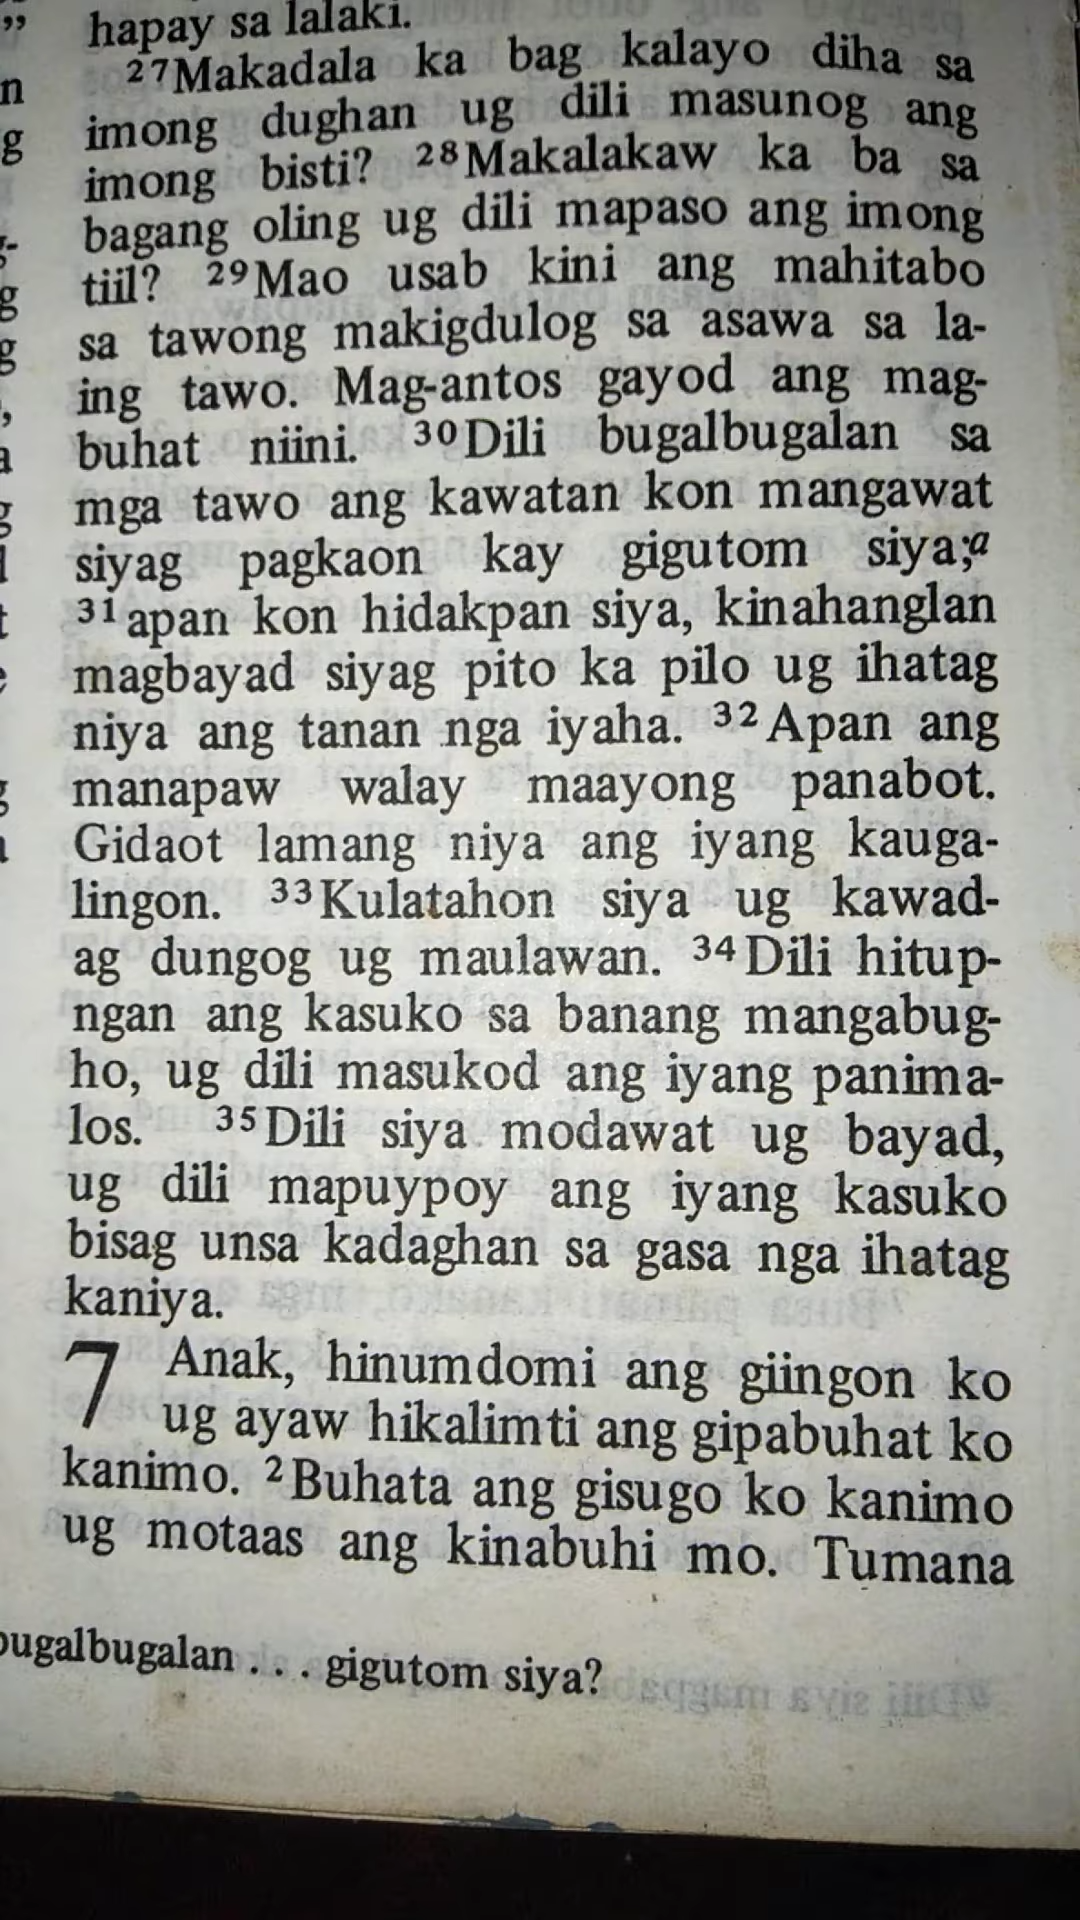 hapay sa lalaki.
27Makadala ka bag kalayo diha sa
imong dughan ug dili masunog ang
imong bisti? 28Makalakaw ka ba sa
bagang oling ug dili mapaso ang imong
tiil? 29Mao usab kini ang mahitabo
sa tawong makigdulog sa asawa sa la-
ing tawo. Mag-antos gayod ang mag-
buhat niini. 30Dili bugalbugalan sa
mga tawo ang kawatan kon mangawat
siyag pagkaon kay gigutom siya;a
31apan kon hidakpan siya, kinahanglan
magbayad siyag pito ka pilo ug ihatag
niya ang tanan nga iyaha. 32Apan ang
manapaw walay maayong panabot.
Gidaot lamang niya ang iyang kauga-
lingon. 33Kulatahon siya ug kawad-
ag dungog ug maulawan. 34Dili hitup-
ngan ang kasuko sa banang mangabug-
ho, ug dili masukod ang iyang panima-
los. 35Dili siya modawat ug bayad,
ug dili mapuypoy ang iyang kasuko
bisag unsa kadaghan sa gasa nga ihatag
kaniya.
7 Anak, hinumdomi ang giingon ko
ug ayaw hikalimti ang gipabuhat ko
kanimo. 2Buhata ang gisugo ko kanimo
ug motaas ang kinabuhi mo. Tumana
bugalbugalan . . . gigutom siya?